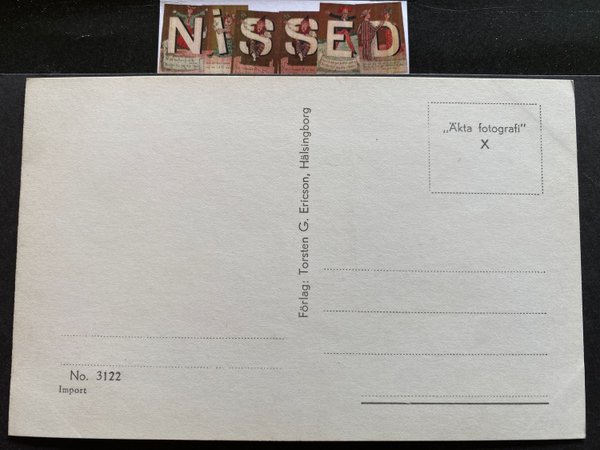 NiSSED
„Äkta fotografi"
X
Förlag: Torsten G. Ericson, Hälsingborg
No. 3122
Import